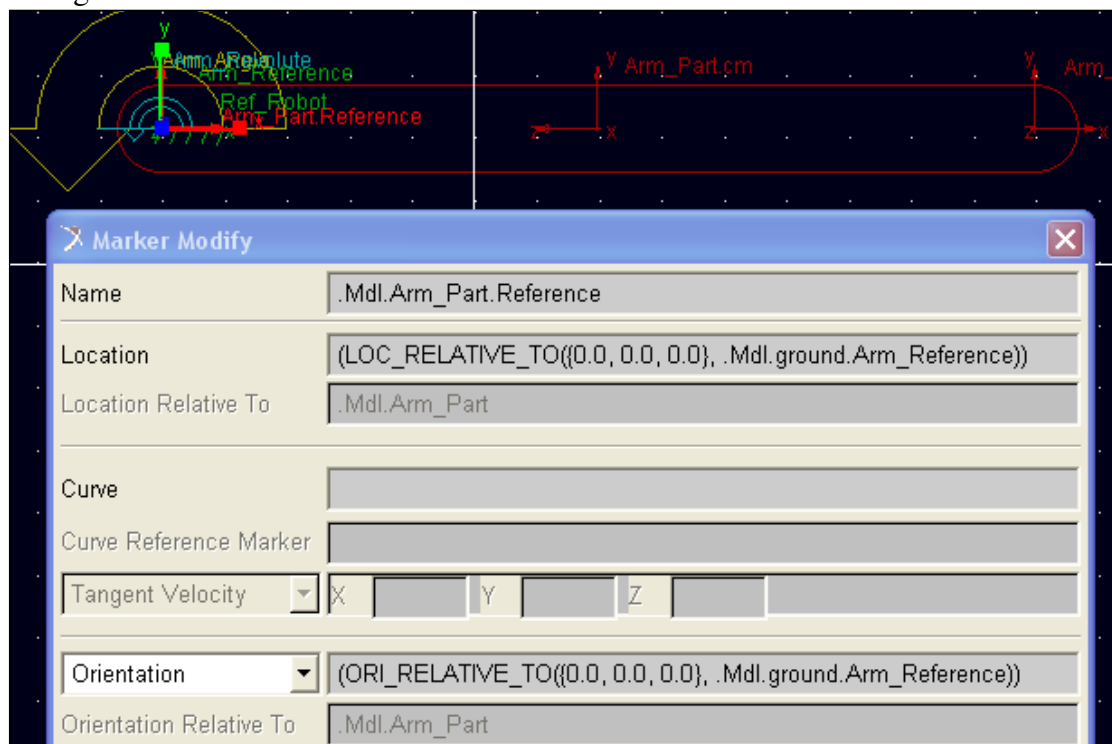 y
Arm_Reference
y Arm_Part.cm
y Arm_
Ref_Robot
Arm_Part.Reference
z x
z x
Marker Modify
Name .Mdl.Arm_Part.Reference
Location (LOC_RELATIVE_TO({0.0, 0.0, 0.0}, .Mdl.ground.Arm_Reference))
Location Relative To .Mdl.Arm_Part
Curve
Curve Reference Marker
Tangent Velocity X Y Z
Orientation (ORI_RELATIVE_TO({0.0, 0.0, 0.0}, .Mdl.ground.Arm_Reference))
Orientation Relative To .Mdl.Arm_Part